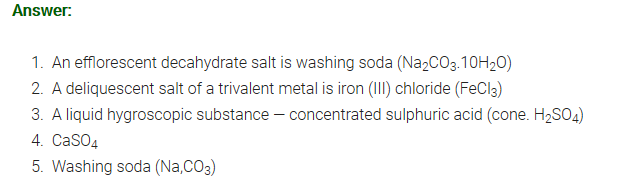 Answer:
1. An efflorescent decahydrate salt is washing soda (Na₂CO₃.10H₂O)
2. A deliquescent salt of a trivalent metal is iron (III) chloride (FeCl₃)
3. A liquid hygroscopic substance – concentrated sulphuric acid (cone. H₂SO₄)
4. CaSO₄
5. Washing soda (Na,CO₃)